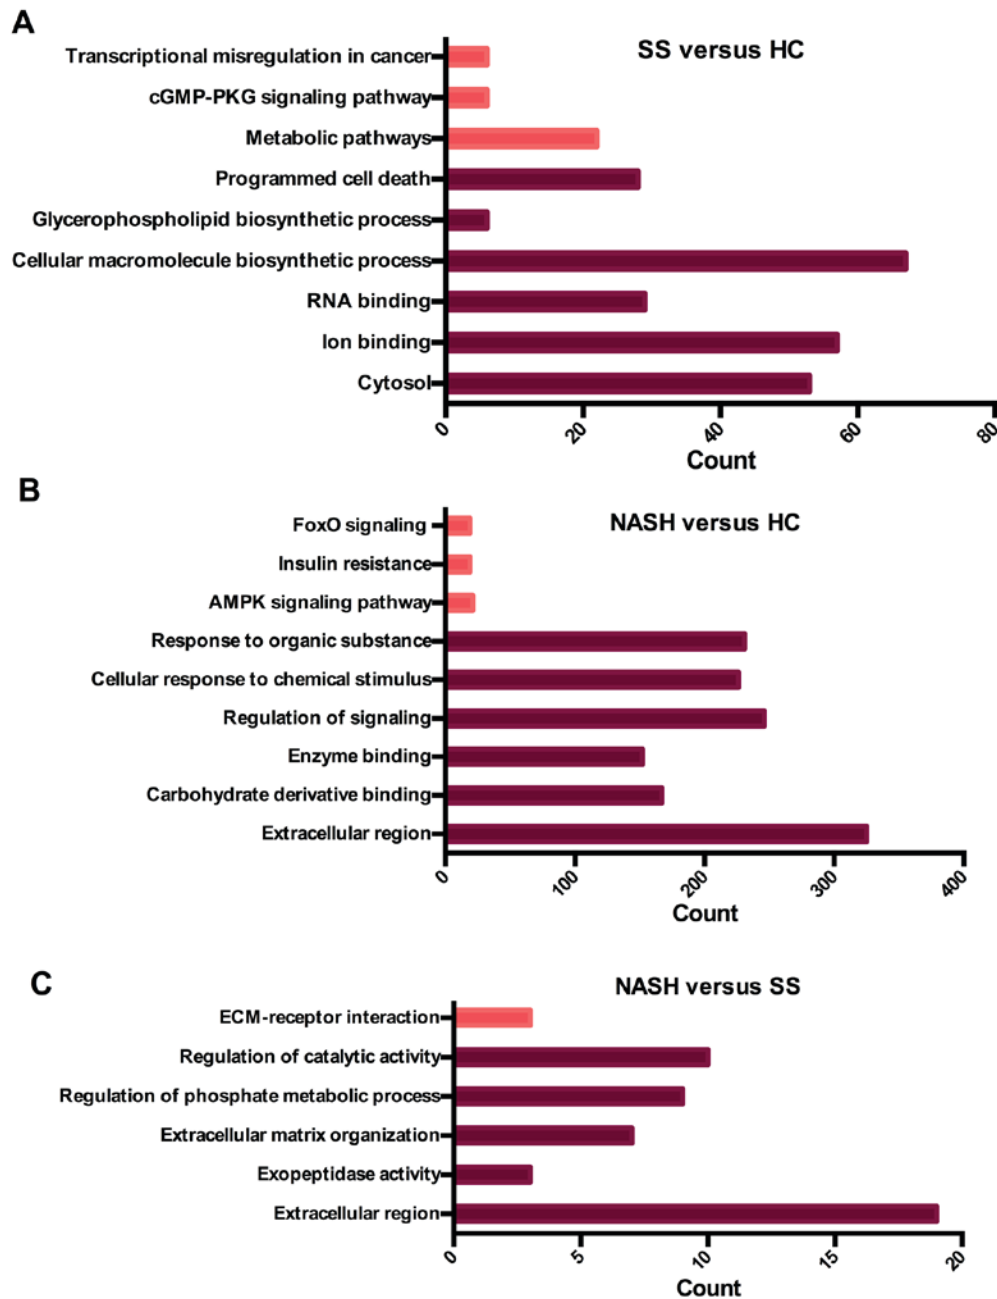 A
SS versus HC
Transcriptional misregulation in cancer
cGMP-PKG signaling pathway
Metabolic pathways
Programmed cell death
Glycerophospholipid biosynthetic process
Cellular macromolecule biosynthetic process
RNA binding
Ion binding
Cytosol
0 20 40 60 80
Count
B
NASH versus HC
FoxO signaling
Insulin resistance
AMPK signaling pathway
Response to organic substance
Cellular response to chemical stimulus
Regulation of signaling
Enzyme binding
Carbohydrate derivative binding
Extracellular region
0 100 200 300 400
Count
C
NASH versus SS
ECM-receptor interaction
Regulation of catalytic activity
Regulation of phosphate metabolic process
Extracellular matrix organization
Exopeptidase activity
Extracellular region
0 5 10 15 20
Count